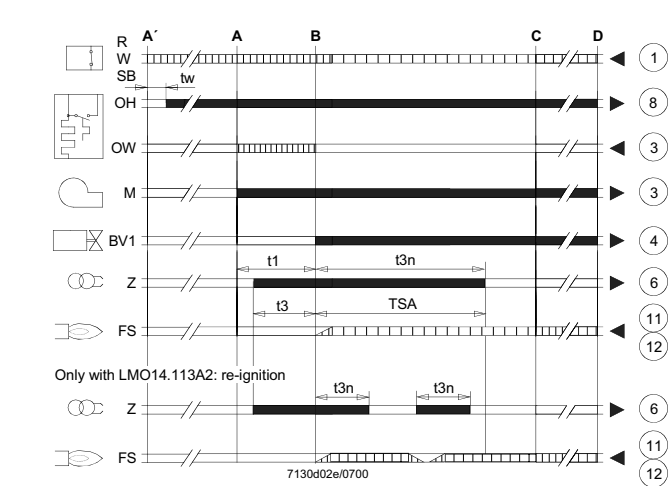 A´ A B C D
R
W 1
SB tw
OH 8
OW 3
M 3
BV1 4
t1 t3n
Z 6
t3 TSA
FS 11
12
Only with LMO14.113A2: re-ignition
t3n t3n
Z 6
FS 11
7130d02e/0700 12